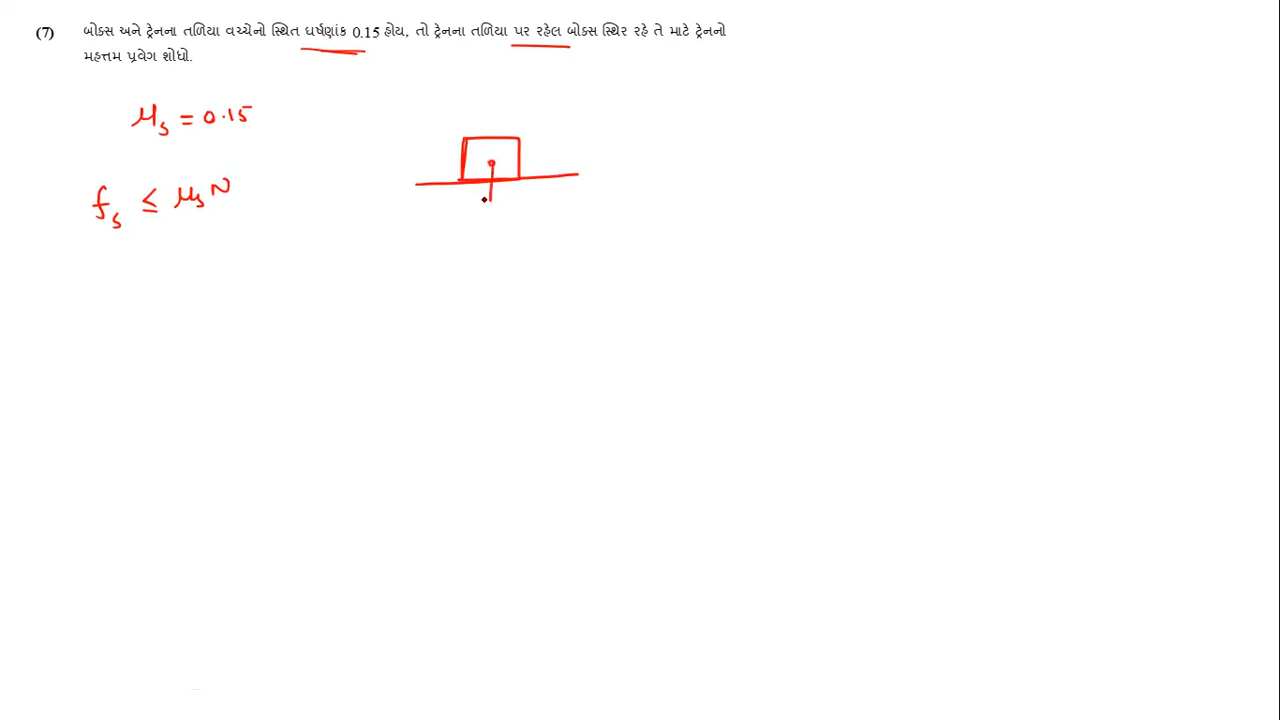 (7) બોક્સ અને ટ્રેનના તળિયા વચ્ચેનો સ્થિત ઘર્ષણાંક 0.15 હોય, તો ટ્રેનના તળિયા પર રહેલ બોક્સ સ્થિર રહે તે માટે ટ્રેનનો
મહત્તમ પ્રવેગ શોધો.
μs = 0.15
fs ≤ μsN